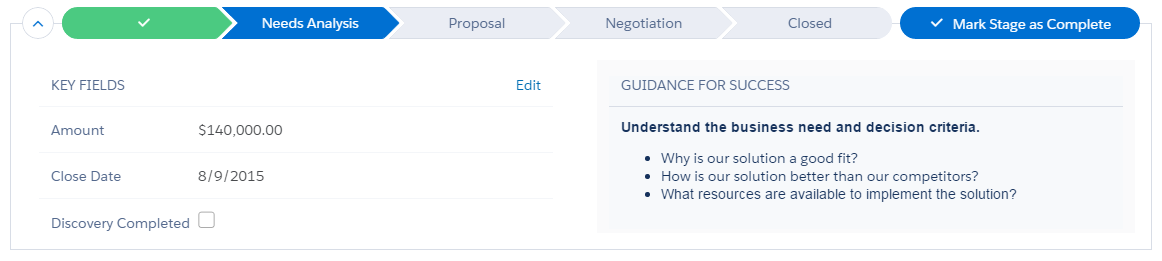 Needs Analysis
Proposal
Negotiation
Closed
Mark Stage as Complete
KEY FIELDS
Edit
Amount
$140,000.00
Close Date
8/9/2015
Discovery Completed
GUIDANCE FOR SUCCESS
Understand the business need and decision criteria.
Why is our solution a good fit?
How is our solution better than our competitors?
What resources are available to implement the solution?